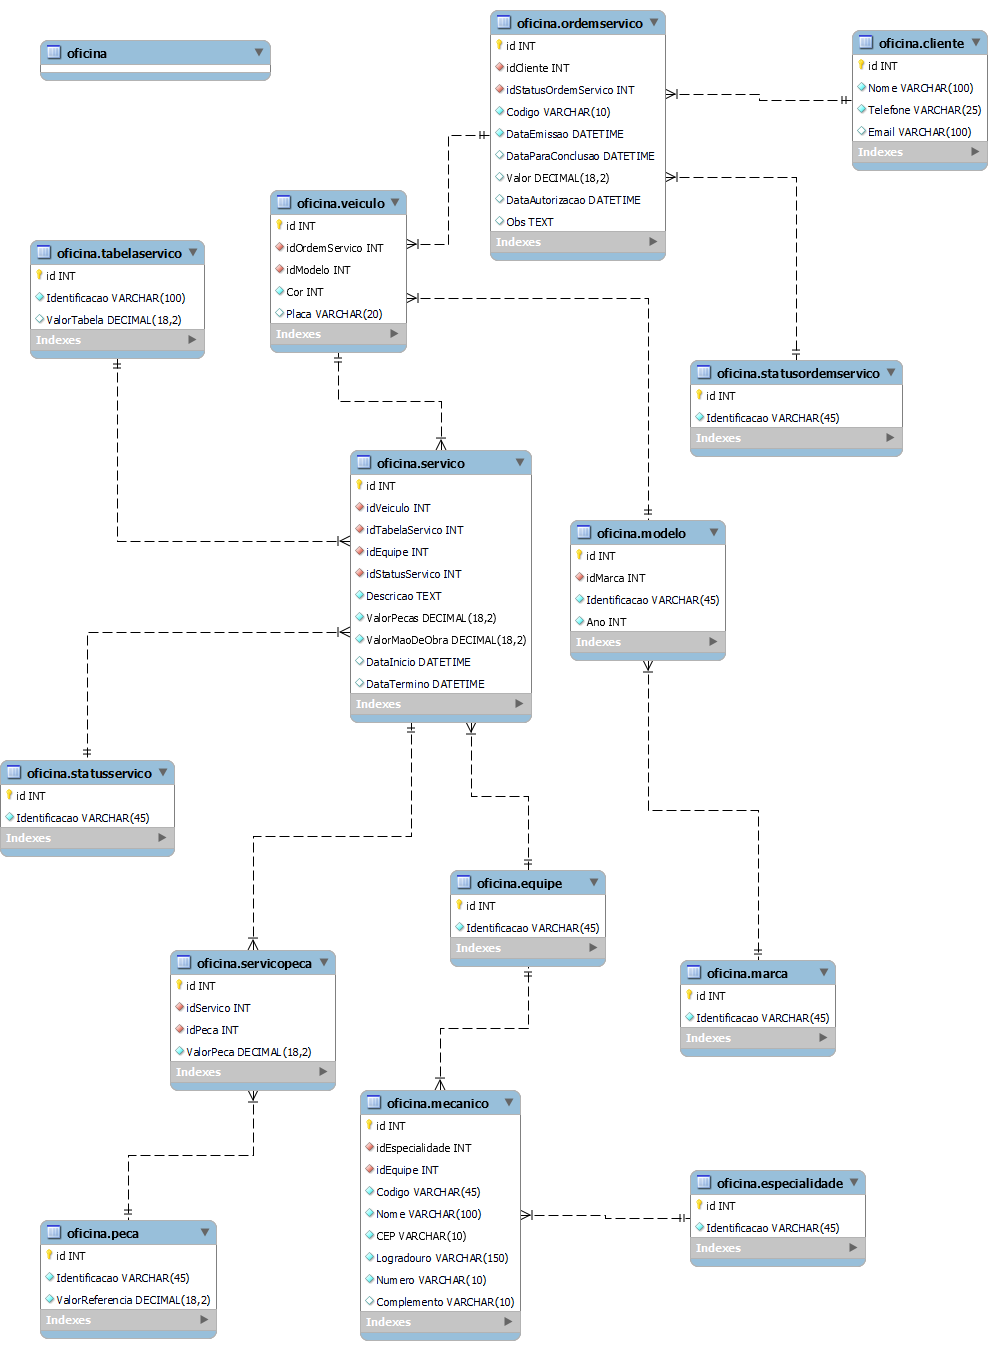 oficina
oficina.ordemservico
id INT
idCliente INT
idStatusOrdemServico INT
Codigo VARCHAR(10)
DataEmissao DATETIME
DataParaConclusao DATETIME
Valor DECIMAL(18,2)
DataAutorizacao DATETIME
Obs TEXT
Indexes
oficina.cliente
id INT
Nome VARCHAR(100)
Telefone VARCHAR(25)
Email VARCHAR(100)
Indexes
oficina.veiculo
id INT
idOrdemServico INT
idModelo INT
Cor INT
Placa VARCHAR(20)
Indexes
oficina.tabelaservico
id INT
Identificacao VARCHAR(100)
ValorTabela DECIMAL(18,2)
Indexes
oficina.statusordemservico
id INT
Identificacao VARCHAR(45)
Indexes
oficina.servico
id INT
idVeiculo INT
idTabelaServico INT
idEquipe INT
idStatusServico INT
Descricao TEXT
ValorPecas DECIMAL(18,2)
ValorMaoDeObra DECIMAL(18,2)
DataInicio DATETIME
DataTermino DATETIME
Indexes
oficina.modelo
id INT
idMarca INT
Identificacao VARCHAR(45)
Ano INT
Indexes
oficina.statusservico
id INT
Identificacao VARCHAR(45)
Indexes
oficina.equipe
id INT
Identificacao VARCHAR(45)
Indexes
oficina.servicopeca
id INT
idServico INT
idPeca INT
ValorPeca DECIMAL(18,2)
Indexes
oficina.marca
id INT
Identificacao VARCHAR(45)
Indexes
oficina.mecanico
id INT
idEspecialidade INT
idEquipe INT
Codigo VARCHAR(45)
Nome VARCHAR(100)
CEP VARCHAR(10)
Logradouro VARCHAR(150)
Numero VARCHAR(10)
Complemento VARCHAR(10)
Indexes
oficina.especialidade
id INT
Identificacao VARCHAR(45)
Indexes
oficina.peca
id INT
Identificacao VARCHAR(45)
ValorReferencia DECIMAL(18,2)
Indexes